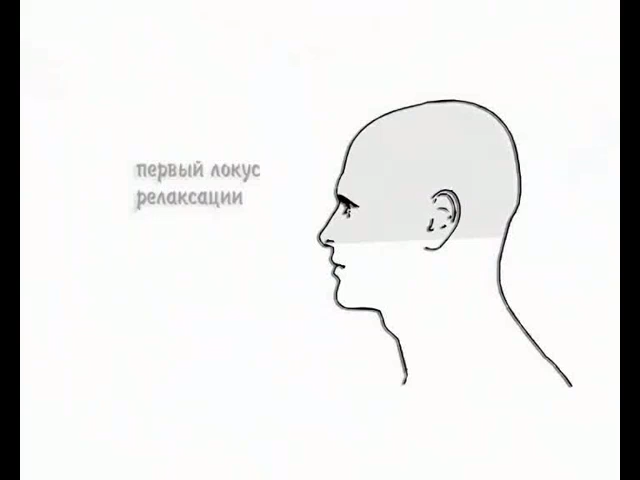 первый локус
релаксации